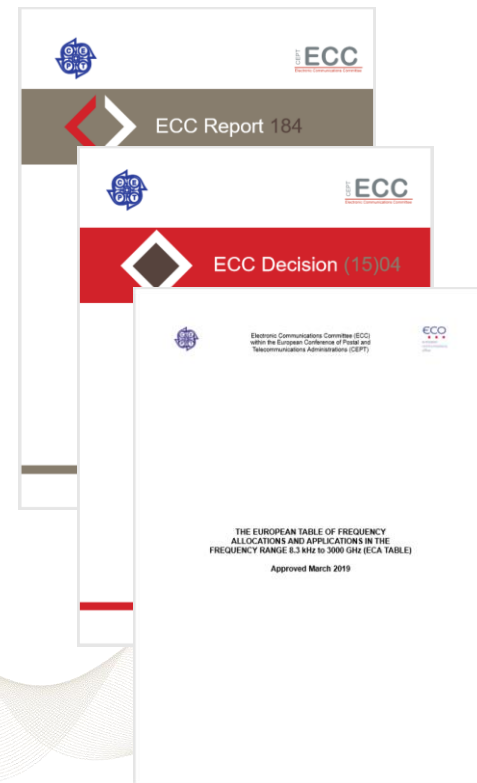 CEPT
ECC
Electronic Communications Committee
ECC Report 184
CEPT
ECC
Electronic Communications Committee
ECC Decision (15)04
Electronic Communications Committee (ECC)
within the European Conference of Postal and
Telecommunications Administrations (CEPT)
ECO
THE EUROPEAN TABLE OF FREQUENCY
ALLOCATIONS AND APPLICATIONS IN THE
FREQUENCY RANGE 8.3 kHz to 3000 GHz (ECA TABLE)
Approved March 2019